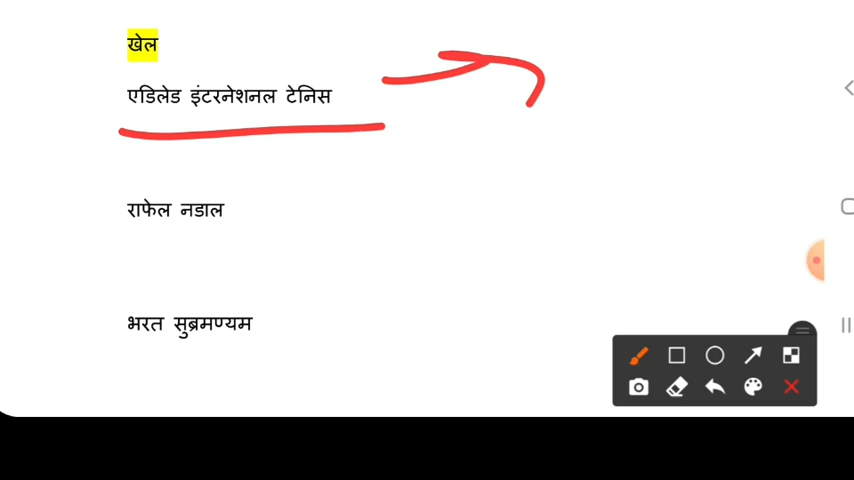 खेल
एडिलेड इंटरनेशनल टेनिस
राफेल नडाल
भरत सुब्रमण्यम